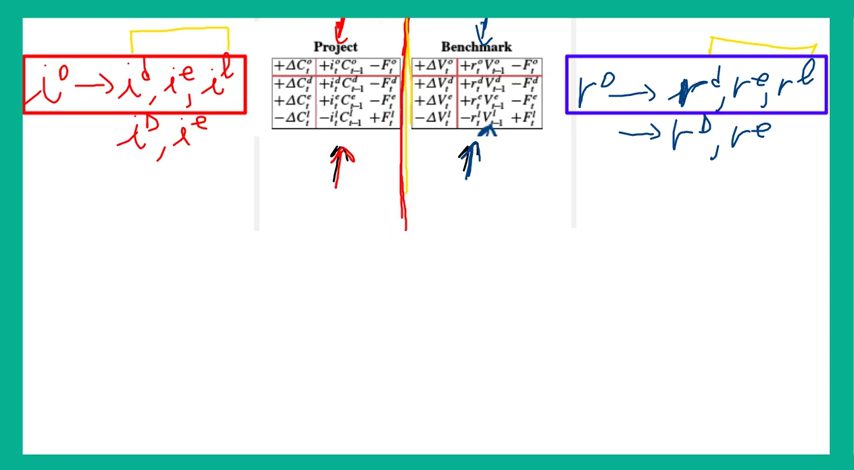 Project Benchmark
i^o → i^d, i^e, i^l
i^D, i^e
+ΔC_t^o +i_t^o C_{t-1}^o −F_t^o
+ΔC_t^d +i_t^d C_{t-1}^d −F_t^d
+ΔC_t^e +i_t^e C_{t-1}^e −F_t^e
−ΔC_t^l −i_t^l C_{t-1}^l +F_t^l
+ΔV_t^o +r_t^o V_{t-1}^o −F_t^o
+ΔV_t^d +r_t^d V_{t-1}^d −F_t^d
+ΔV_t^e +r_t^e V_{t-1}^e −F_t^e
−ΔV_t^l −r_t^l V_{t-1}^l +F_t^l
r^o → r^d, r^e, r^l
→ r^D, r^e